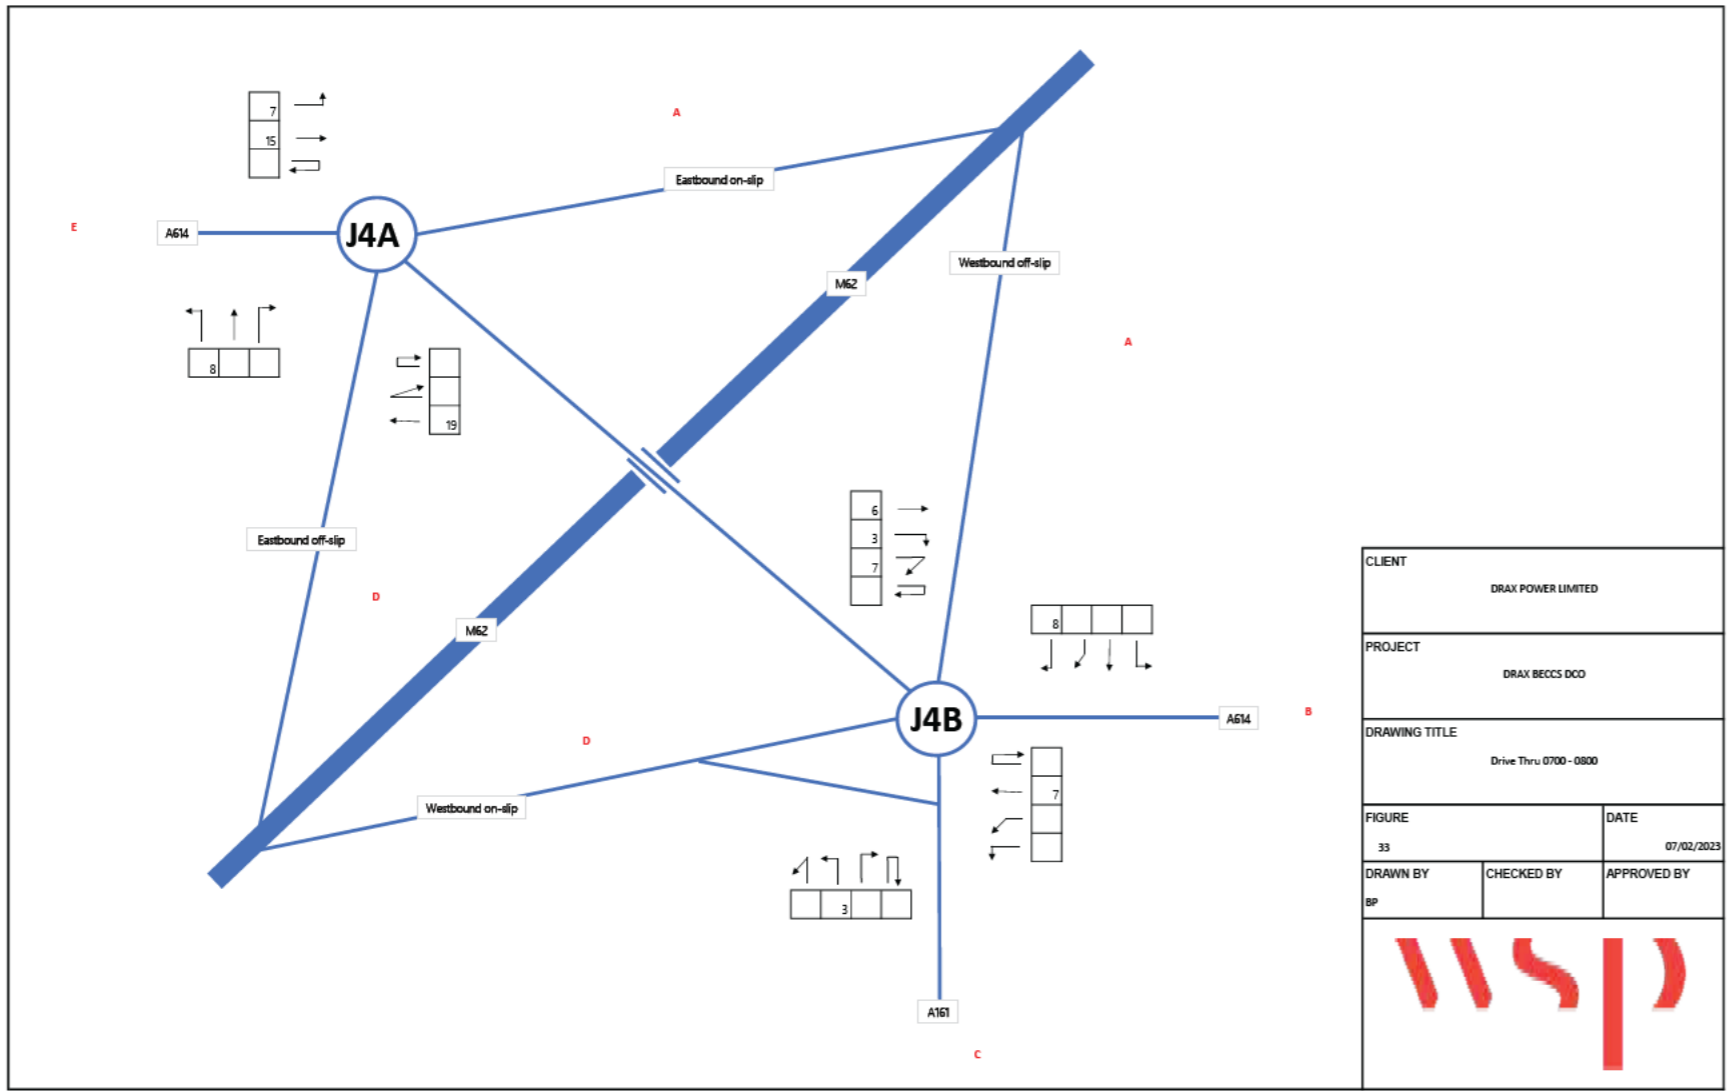 A
7
15
Eastbound on-slip
E
A614
J4A
Westbound off-slip
M62
A
8
19
6
3
7
Eastbound off-slip
D
M62
8
J4B
A614
B
D
7
Westbound on-slip
3
A161
C
CLIENT
DRAX POWER LIMITED
PROJECT
DRAX BECCS DCO
DRAWING TITLE
Drive Thru 0700 - 0800
FIGURE
33
DATE
07/02/2023
DRAWN BY
BP
CHECKED BY
APPROVED BY
wsp